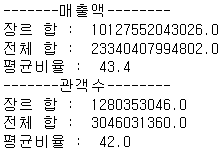 -------매출액--------
장르 합 :  10127552043026.0
전체 합 :  23340407994802.0
평균비율 :  43.4
-------관객수--------
장르 합 :  1280353046.0
전체 합 :  3046031360.0
평균비율 :  42.0